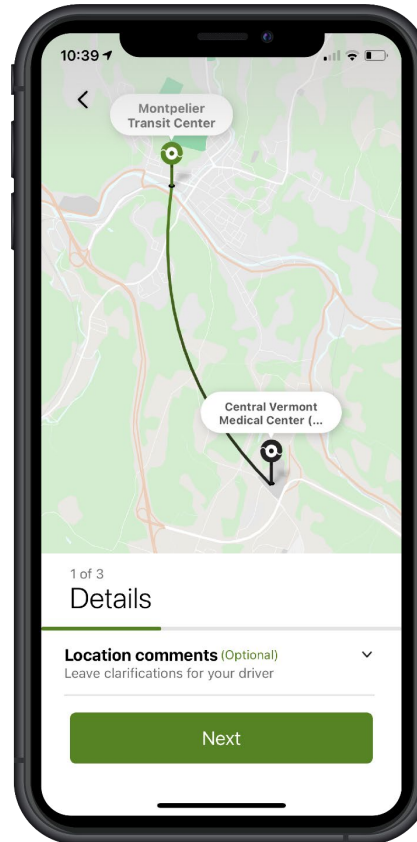 10:39
Montpelier
Transit Center
Central Vermont
Medical Center (...
1 of 3
Details
Location comments (Optional)
Leave clarifications for your driver
Next